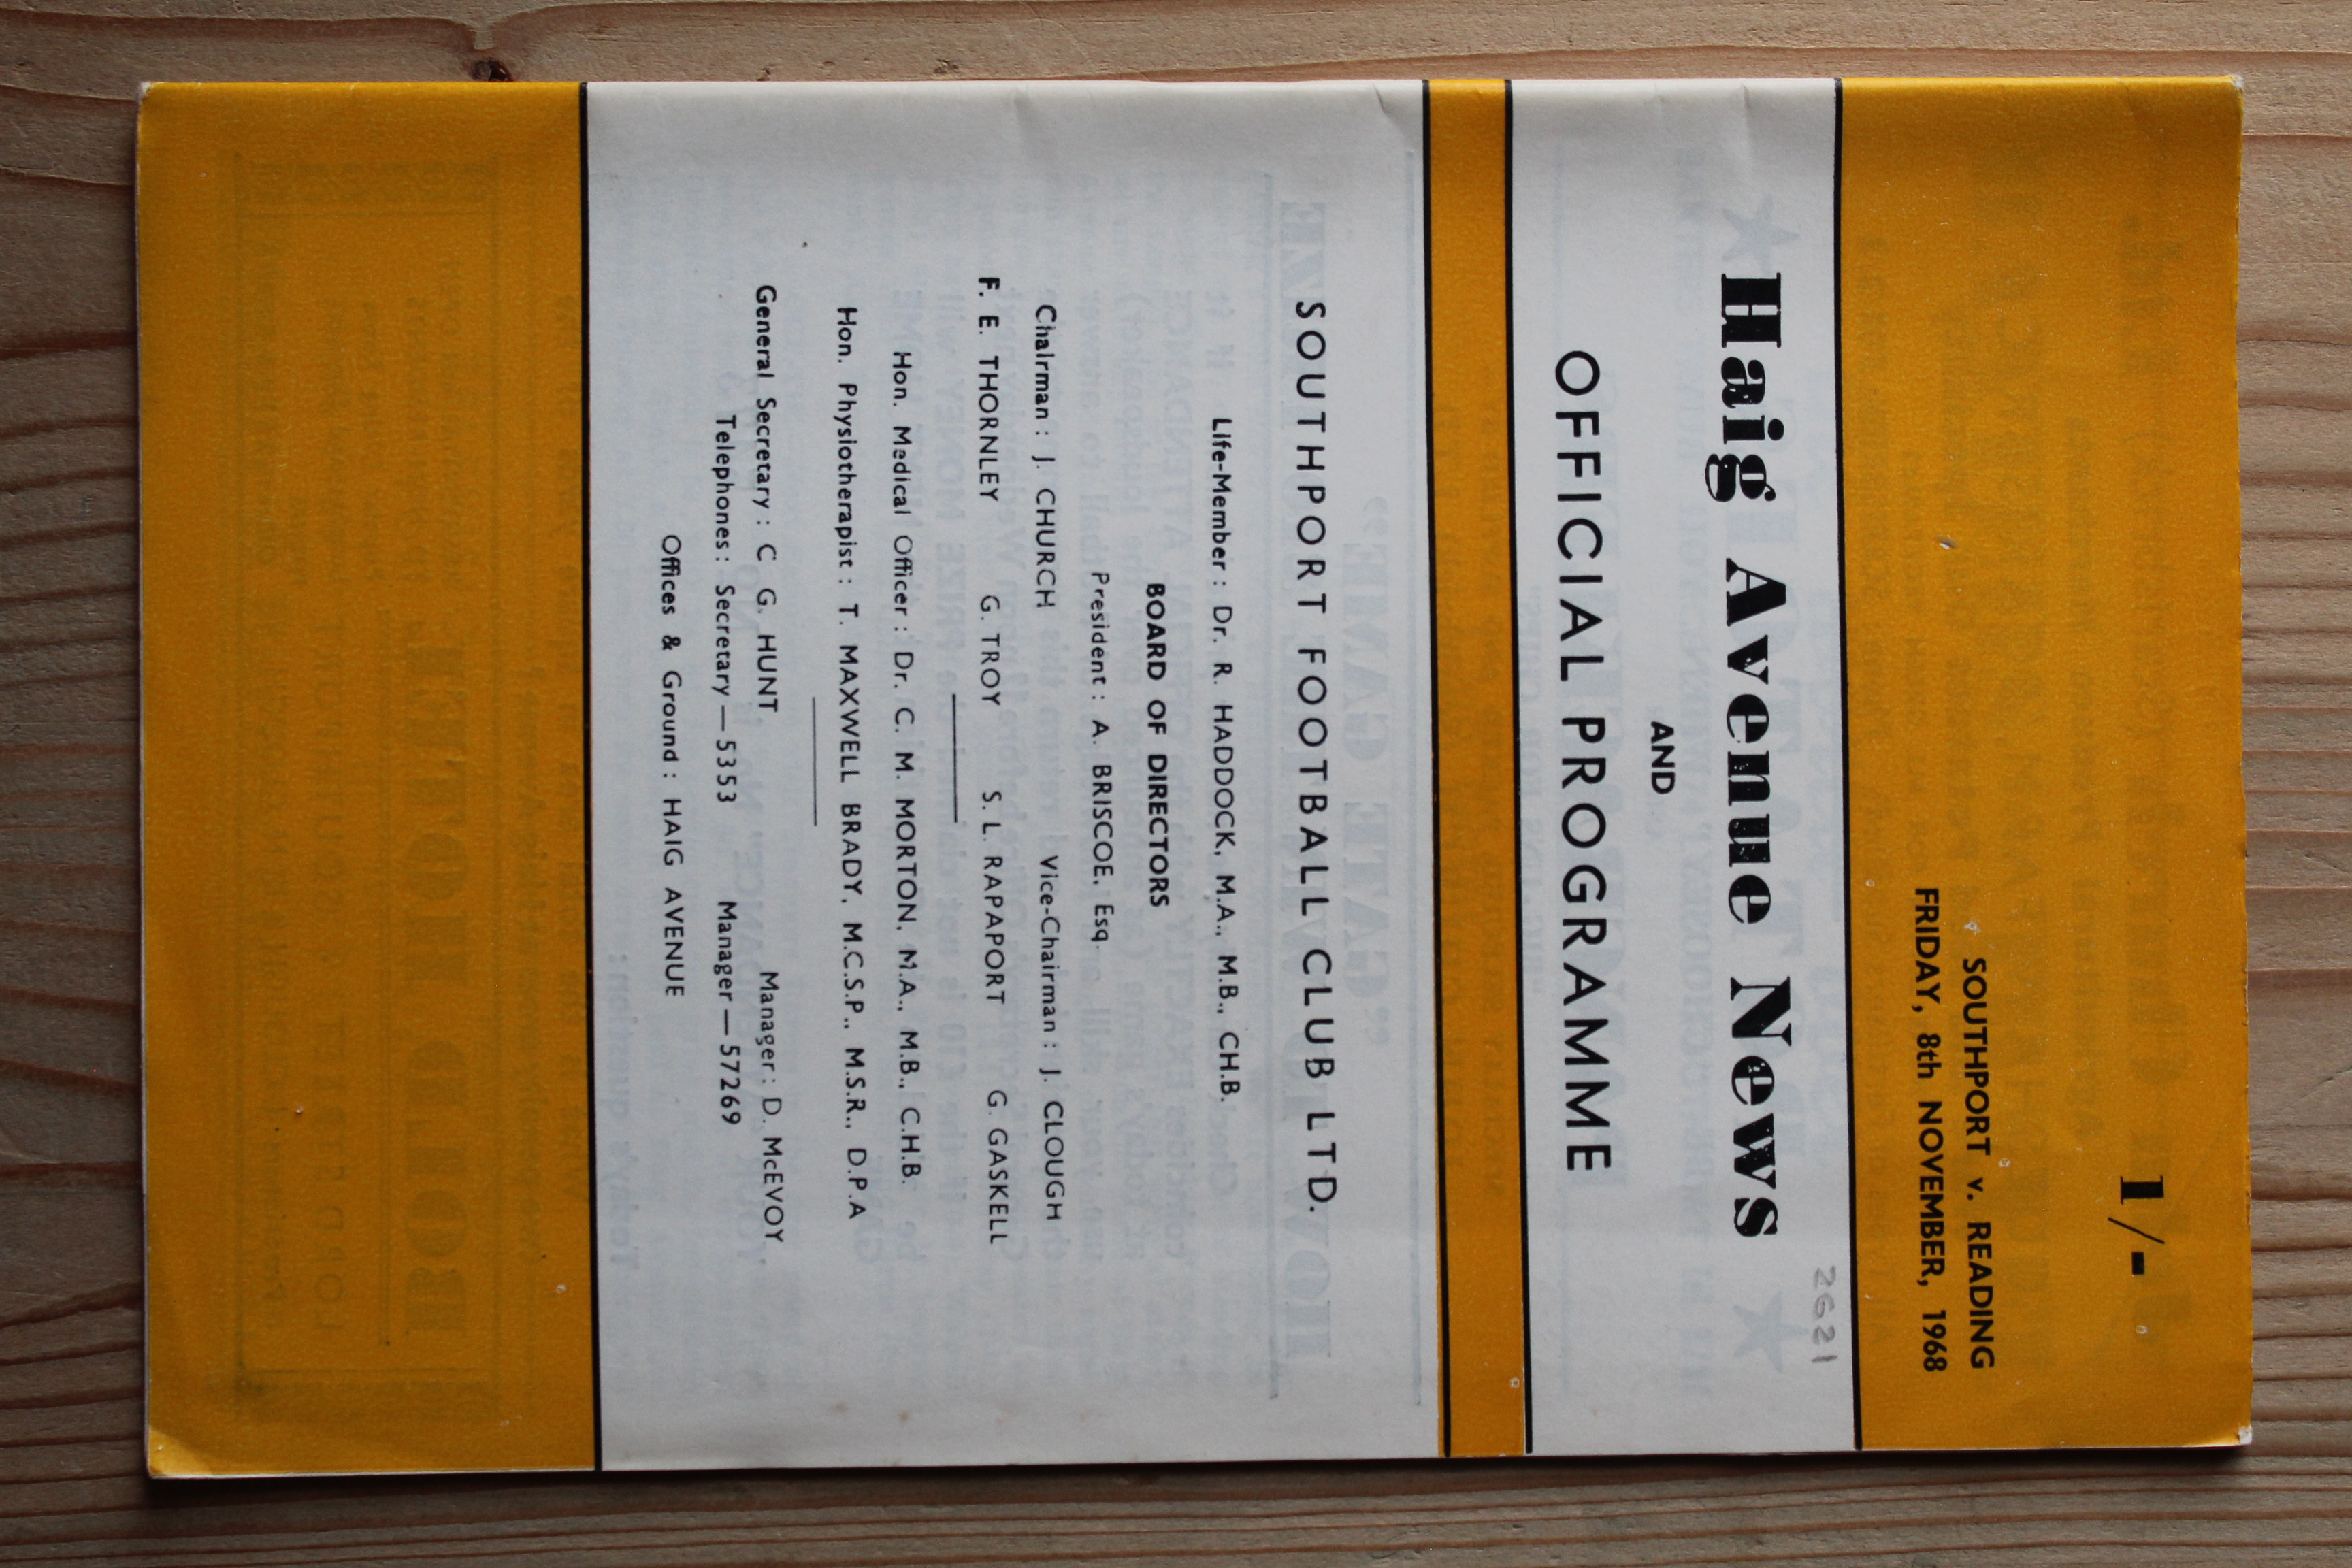 1/-
SOUTHPORT v. READING
FRIDAY, 8th NOVEMBER, 1968
2621
Haig Avenue News
AND
OFFICIAL PROGRAMME
SOUTHPORT FOOTBALL CLUB LTD.
Life-Member : Dr. R. HADDOCK, M.A., M.B., CH.B.
BOARD OF DIRECTORS
President : A. BRISCOE, Esq.
Chairman : J. CHURCH Vice-Chairman : J. CLOUGH
F. E. THORNLEY G. TROY S. L. RAPAPORT G. GASKELL
Hon. Medical Officer : Dr. C. M. MORTON, M.A., M.B., C.H.B.
Hon. Physiotherapist : T. MAXWELL BRADY, M.C.S.P., M.S.R., D.P.A
General Secretary : C G. HUNT Manager : D. McEVOY
Telephones : Secretary — 5353 Manager — 57269
Offices & Ground : HAIG AVENUE